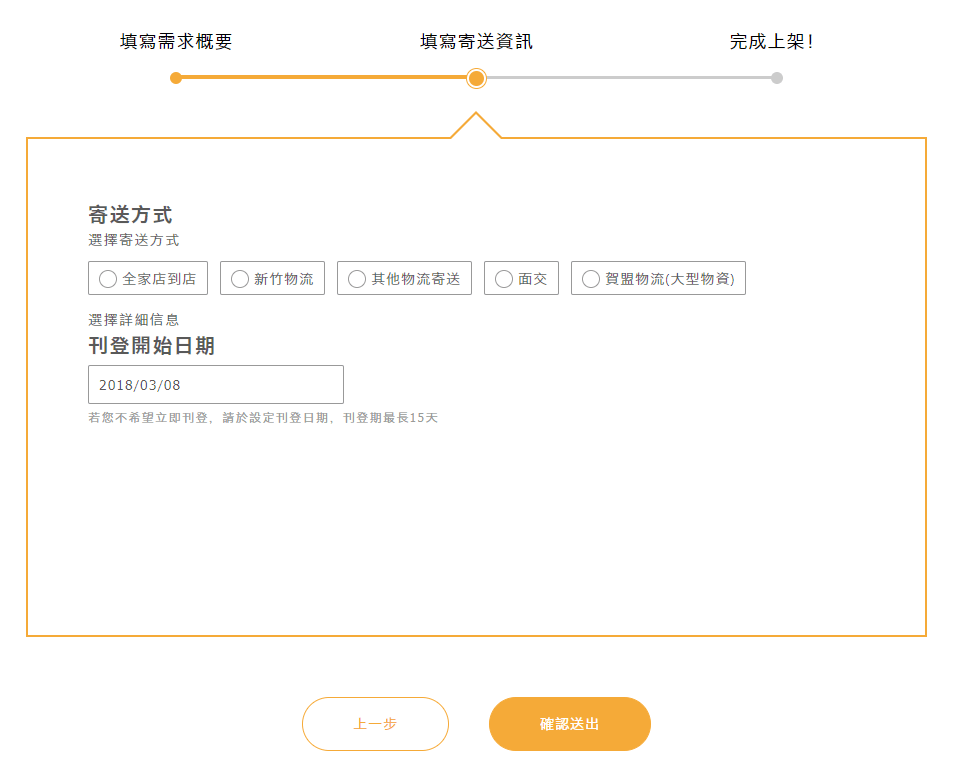 填寫需求概要 填寫寄送資訊 完成上架！
寄送方式
選擇寄送方式
全家店到店 新竹物流 其他物流寄送 面交 賀盟物流(大型物資)
選擇詳細信息
刊登開始日期
2018/03/08
若您不希望立即刊登，請於設定刊登日期，刊登期最長15天
上一步 確認送出